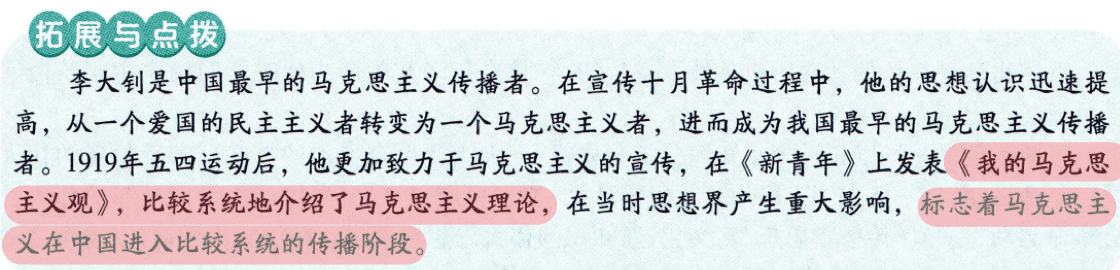 拓展与点拨
李大钊是中国最早的马克思主义传播者。在宣传十月革命过程中，他的思想认识迅速提
高，从一个爱国的民主主义者转变为一个马克思主义者，进而成为我国最早的马克思主义传播
者。1919年五四运动后，他更加致力于马克思主义的宣传，在《新青年》上发表《我的马克思
主义观》，比较系统地介绍了马克思主义理论，在当时思想界产生重大影响，标志着马克思主
义在中国进入比较系统的传播阶段。